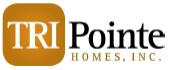 TRI Pointe
HOMES, INC.